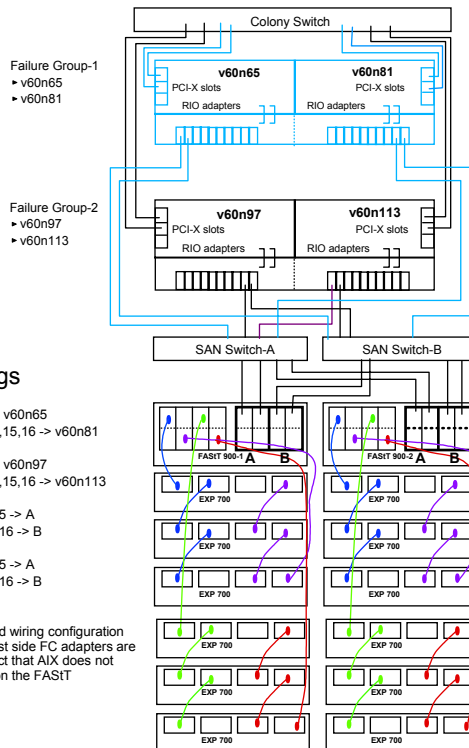 Colony Switch
Failure Group-1
▸ v60n65
▸ v60n81
v60n65
PCI-X slots
RIO adapters
v60n81
PCI-X slots
RIO adapters
Failure Group-2
▸ v60n97
▸ v60n113
v60n97
PCI-X slots
RIO adapters
v60n113
PCI-X slots
RIO adapters
SAN Switch-A
SAN Switch-B
gs
v60n65
,15,16 -> v60n81
v60n97
,15,16 -> v60n113
5 -> A
16 -> B
5 -> A
16 -> B
d wiring configuration
st side FC adapters are
ct that AIX does not
on the FAStT
FAStT 900-1
A
B
EXP 700
EXP 700
EXP 700
EXP 700
EXP 700
EXP 700
FAStT 900-2
A
B
EXP 700
EXP 700
EXP 700
EXP 700
EXP 700
EXP 700